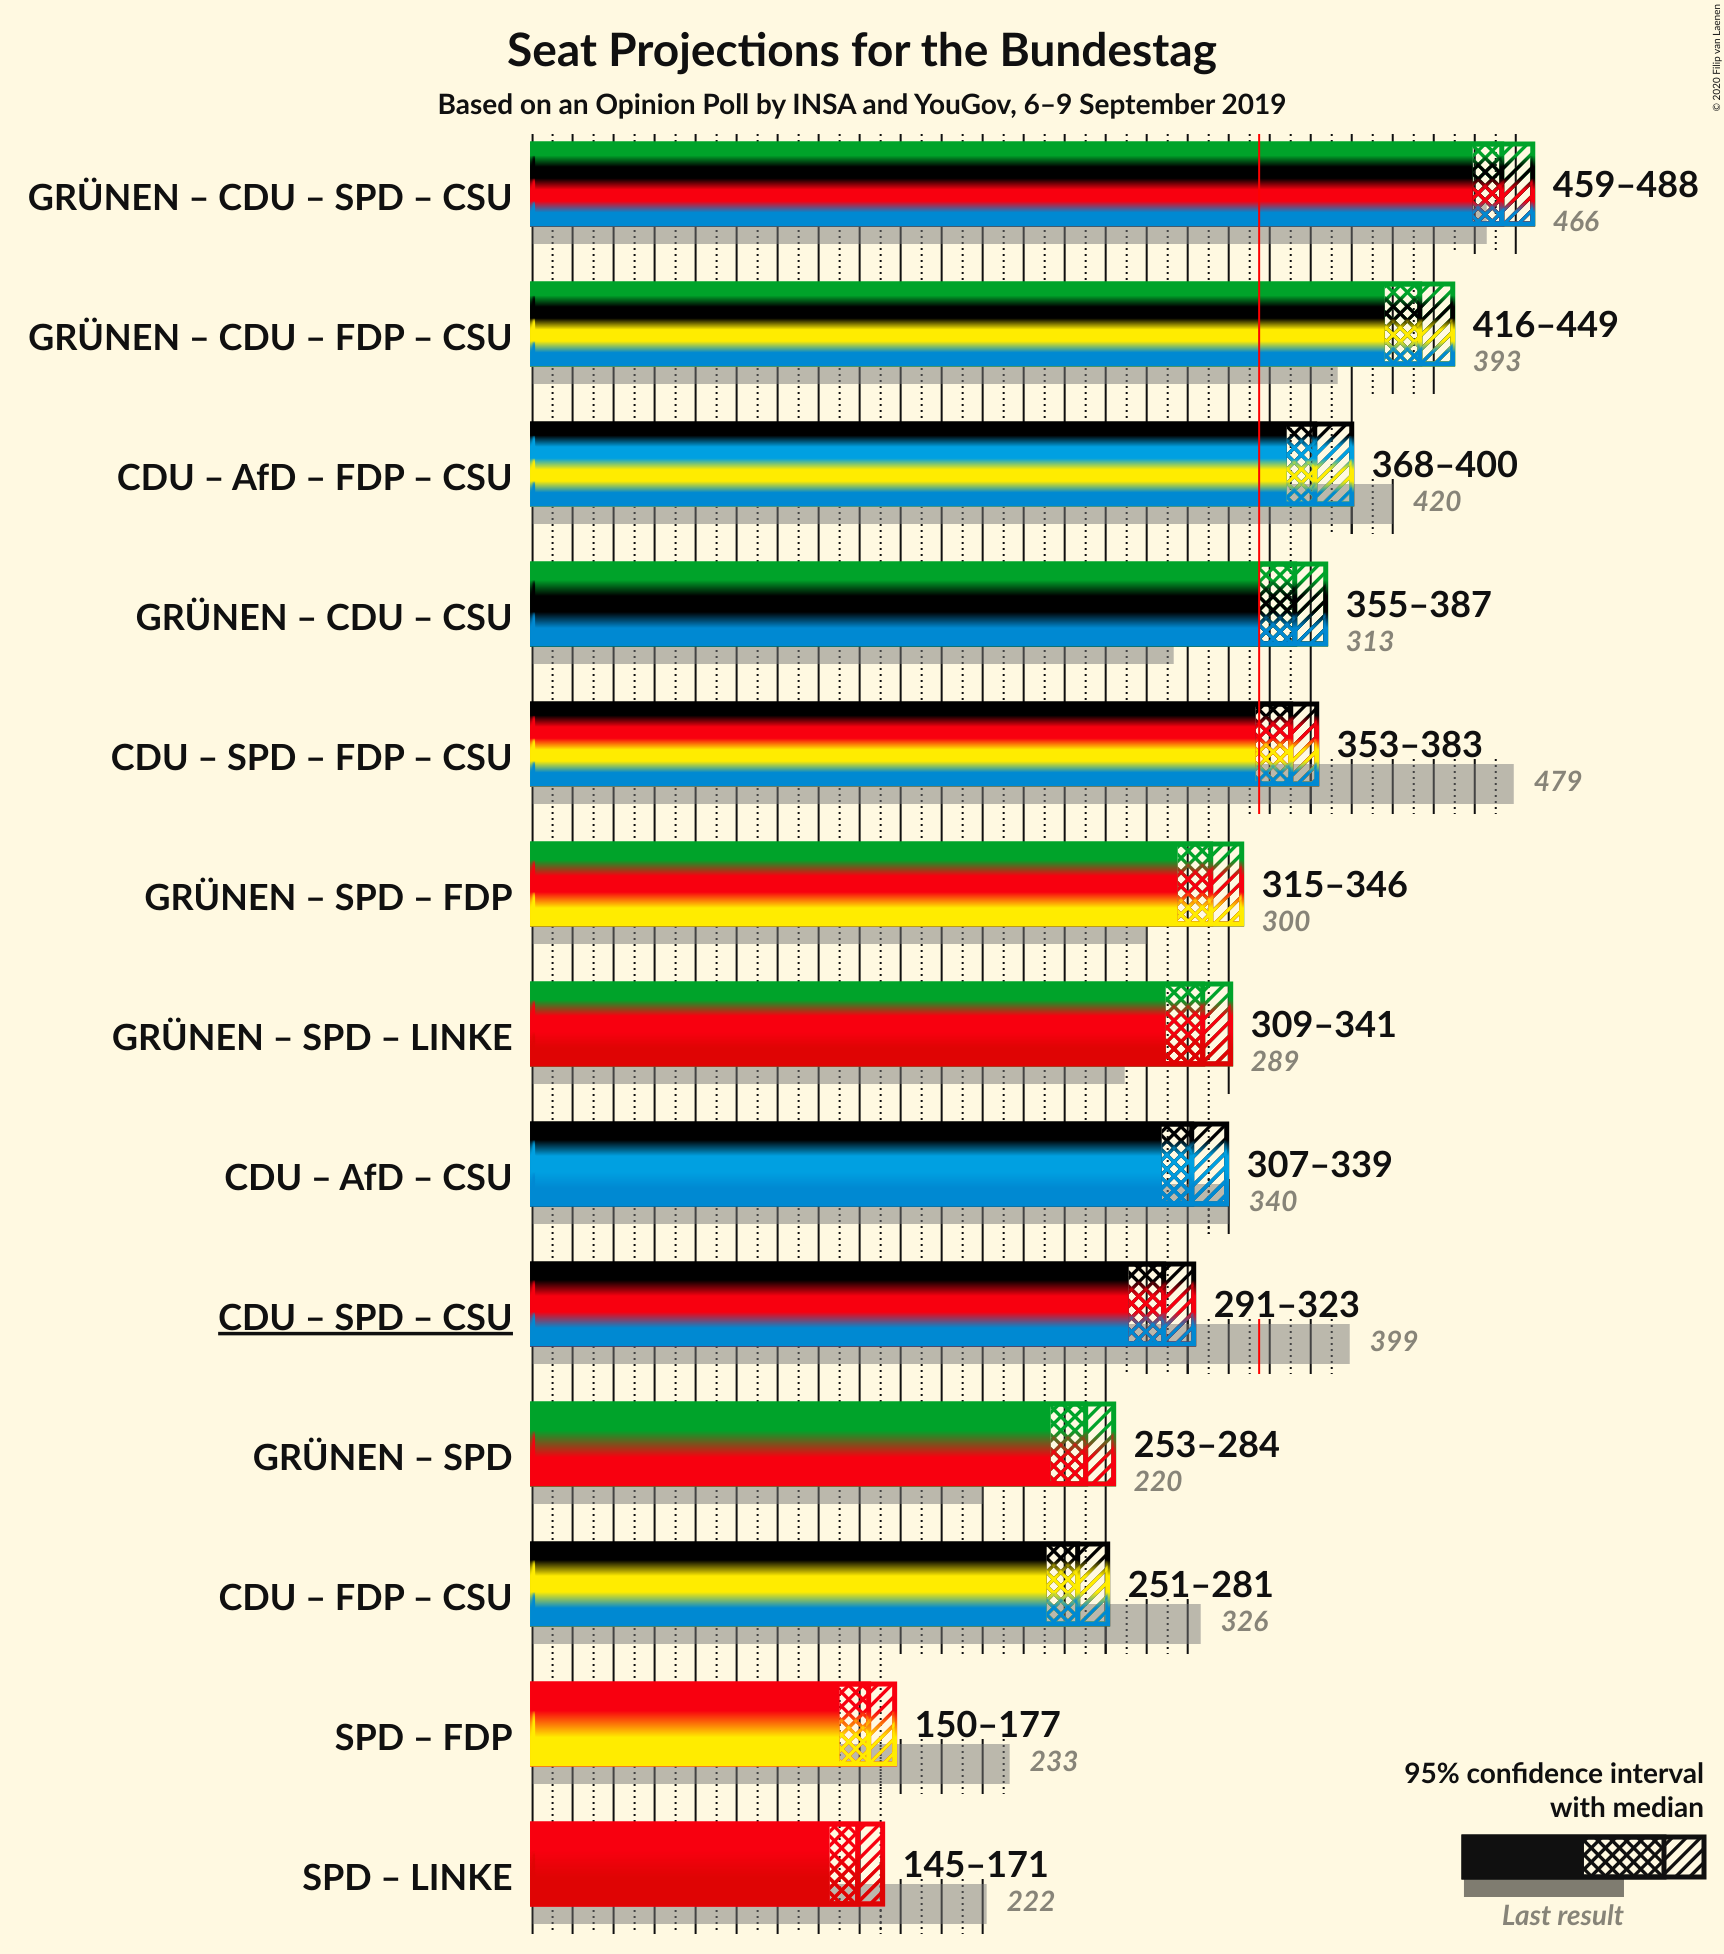 Seat Projections for the Bundestag
Based on an Opinion Poll by INSA and YouGov, 6–9 September 2019
© 2020 Filip van Laenen
GRÜNEN – CDU – SPD – CSU
459–488
466
GRÜNEN – CDU – FDP – CSU
416–449
393
CDU – AfD – FDP – CSU
368–400
420
GRÜNEN – CDU – CSU
355–387
313
CDU – SPD – FDP – CSU
353–383
479
GRÜNEN – SPD – FDP
315–346
300
GRÜNEN – SPD – LINKE
309–341
289
CDU – AfD – CSU
307–339
340
CDU – SPD – CSU
291–323
399
GRÜNEN – SPD
253–284
220
CDU – FDP – CSU
251–281
326
SPD – FDP
150–177
233
SPD – LINKE
145–171
222
95% confidence interval
with median
Last result